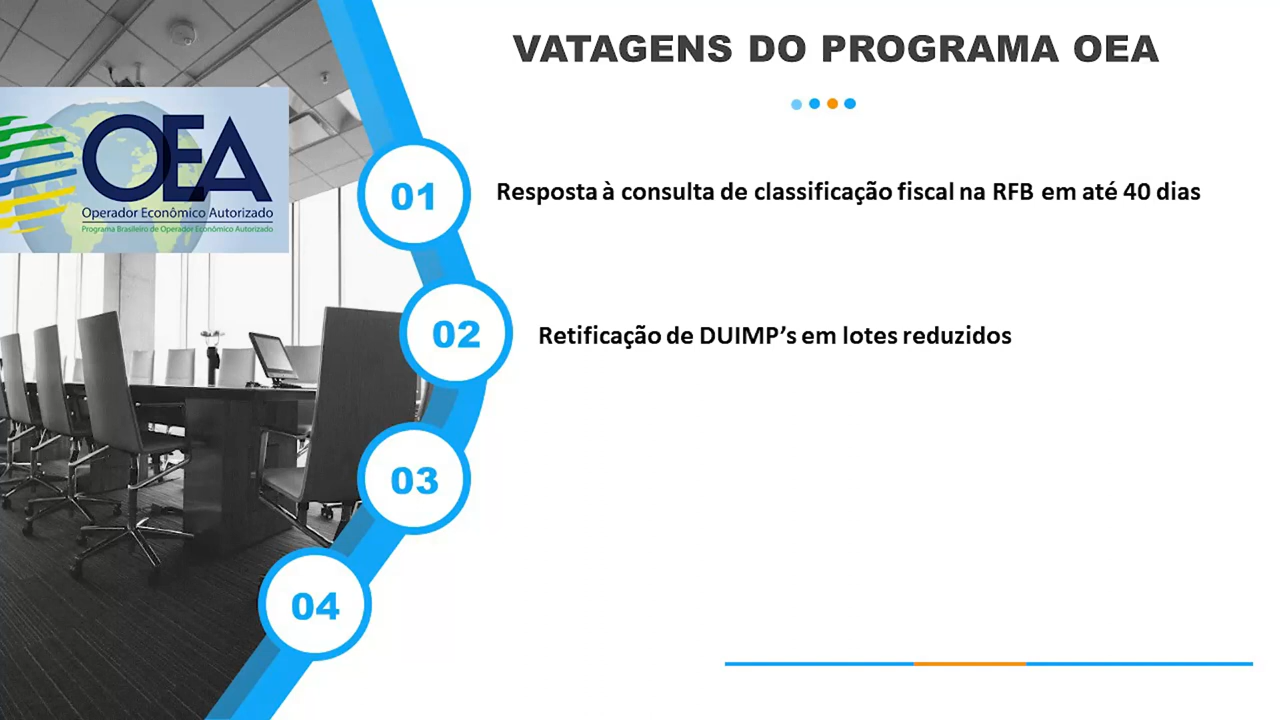 VATAGENS DO PROGRAMA OEA
OEA
Operador Econômico Autorizado
Programa Brasileiro de Operador Econômico Autorizado
01
Resposta à consulta de classificação fiscal na RFB em até 40 dias
02
Retificação de DUIMP’s em lotes reduzidos
03
04